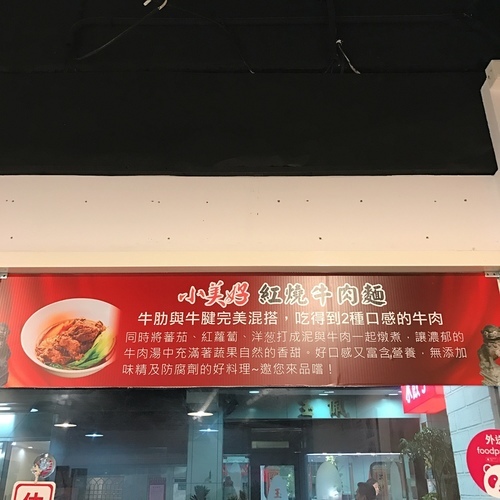 小美好 紅燒牛肉麵
牛肋與牛腱完美混搭，吃得到2種口感的牛肉
同時將蕃茄、紅蘿蔔、洋葱打成泥與牛肉一起燉煮，讓濃郁的
牛肉湯中充滿著蔬果自然的香甜，好口感又富含營養，無添加
味精及防腐劑的好料理~邀您來品嚐！
外送
foodp